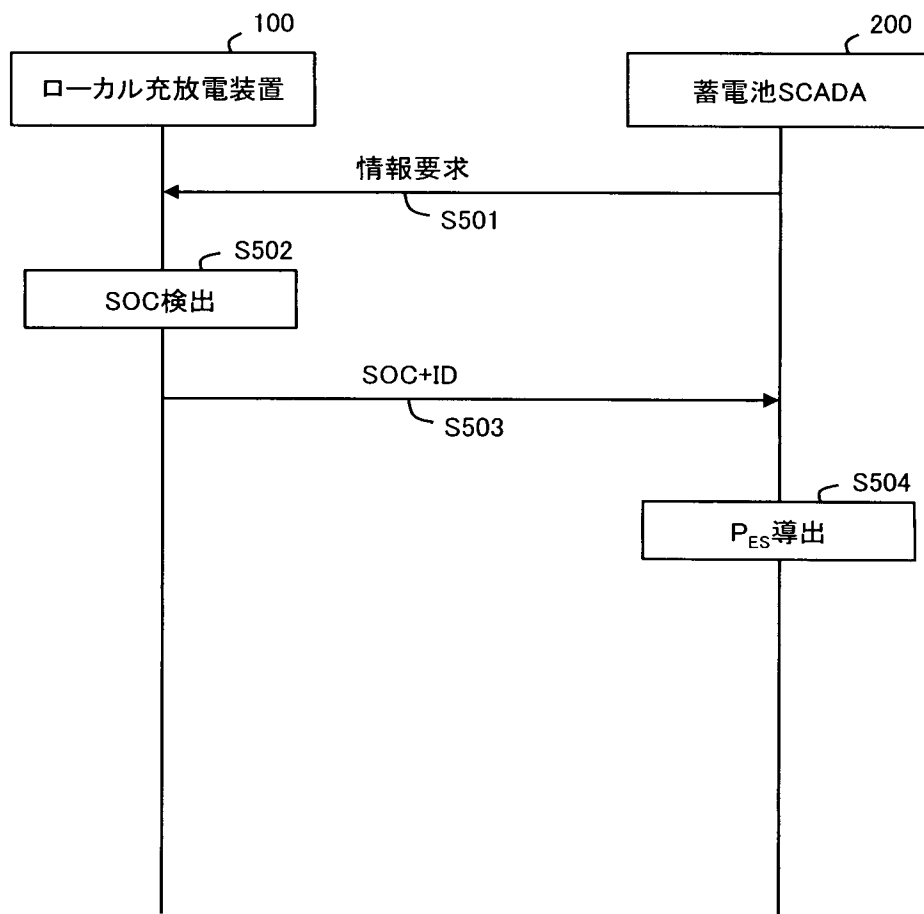 100
200
ローカル充放電装置
蓄電池SCADA
情報要求
S501
S502
SOC検出
SOC+ID
S503
S504
PES導出